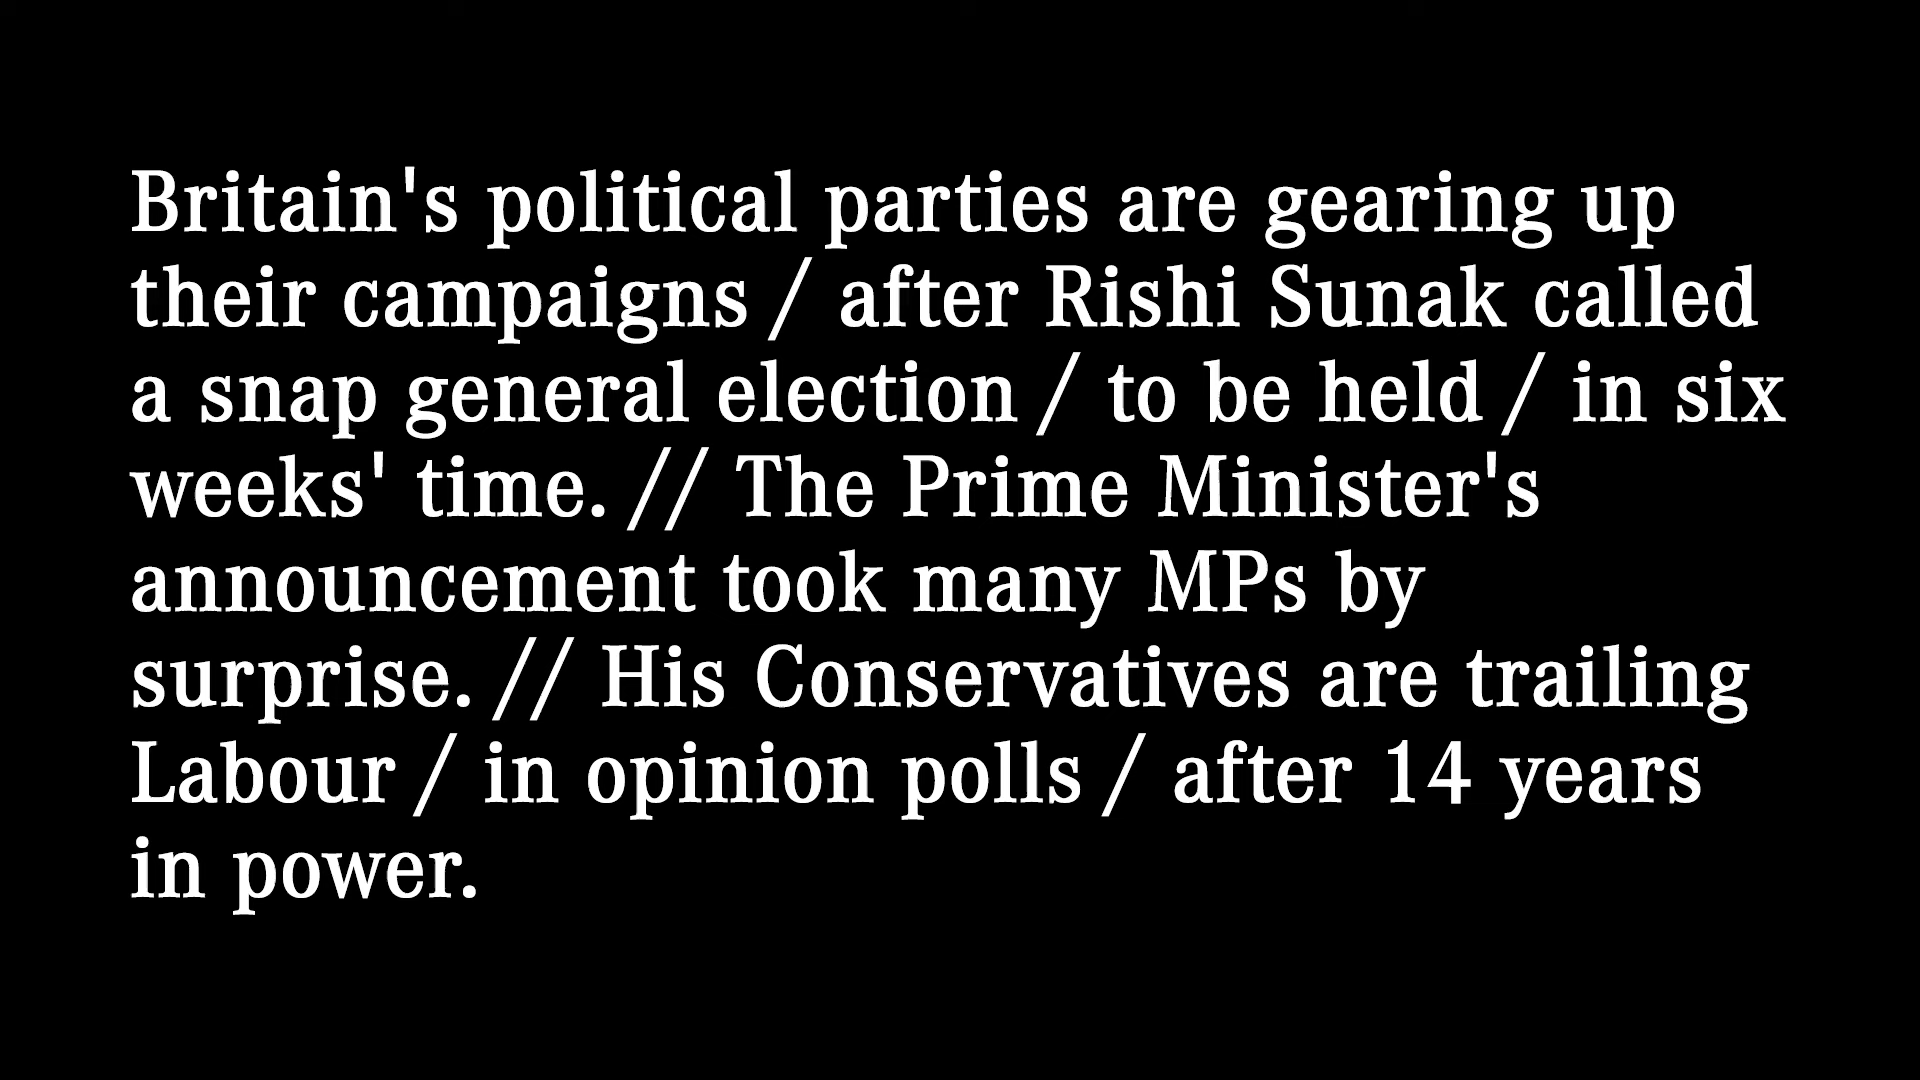 Britain's political parties are gearing up
their campaigns / after Rishi Sunak called
a snap general election / to be held / in six
weeks' time. // The Prime Minister's
announcement took many MPs by
surprise. // His Conservatives are trailing
Labour / in opinion polls / after 14 years
in power.